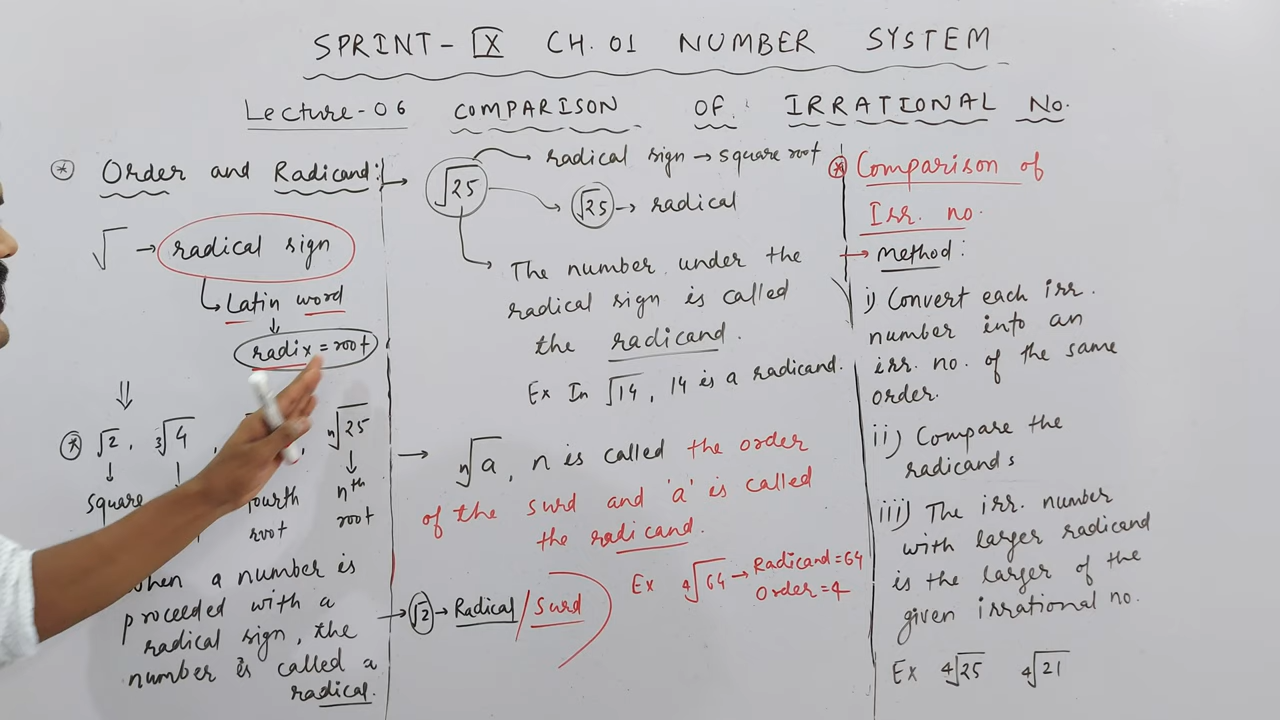 SPRINT - IX CH. 01 NUMBER SYSTEM
Lecture-06 COMPARISON OF IRRATIONAL No.
* Order and Radicand:
√ → radical sign
Latin word
radix = root
* √2, ³√4, , ⁿ√25
square
fourth root
nth root
When a number is
proceeded with a
radical sign, the
number is called a
radical.
→ √25
radical sign → square root
√25 → radical
The number under the
radical sign is called
the radicand.
Ex In √14, 14 is a radicand.
→ ⁿ√a, n is called the order
of the surd and 'a' is called
the radicand.
Ex ⁴√64 → Radicand = 64
Order = 4
→ √2 → Radical / Surd
* Comparison of
Irr. no.
→ Method:
i) Convert each irr.
number into an
irr. no. of the same
order.
ii) Compare the
radicands
iii) The irr. number
with larger radicand
is the larger of the
given irrational no.
Ex ⁴√25 ⁴√21